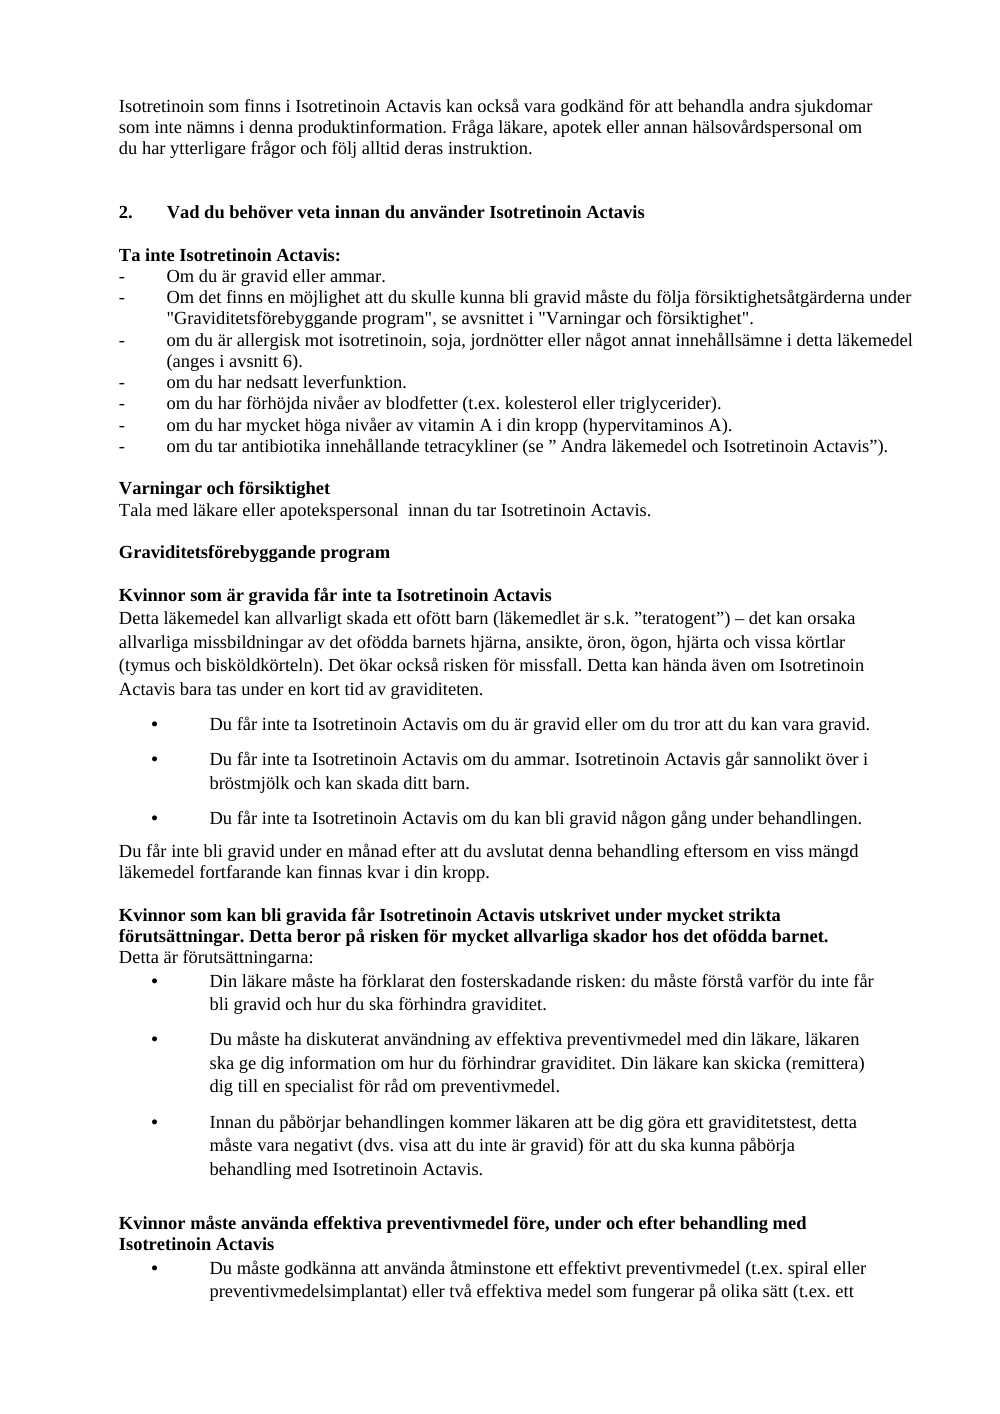 Isotretinoin som finns i Isotretinoin Actavis kan också vara godkänd för att behandla andra sjukdomar
som inte nämns i denna produktinformation. Fråga läkare, apotek eller annan hälsovårdspersonal om
du har ytterligare frågor och följ alltid deras instruktion.
2. Vad du behöver veta innan du använder Isotretinoin Actavis
Ta inte Isotretinoin Actavis:
- Om du är gravid eller ammar.
- Om det finns en möjlighet att du skulle kunna bli gravid måste du följa försiktighetsåtgärderna under
"Graviditetsförebyggande program", se avsnittet i "Varningar och försiktighet".
- om du är allergisk mot isotretinoin, soja, jordnötter eller något annat innehållsämne i detta läkemedel
(anges i avsnitt 6).
- om du har nedsatt leverfunktion.
- om du har förhöjda nivåer av blodfetter (t.ex. kolesterol eller triglycerider).
- om du har mycket höga nivåer av vitamin A i din kropp (hypervitaminos A).
- om du tar antibiotika innehållande tetracykliner (se ” Andra läkemedel och Isotretinoin Actavis”).
Varningar och försiktighet
Tala med läkare eller apotekspersonal  innan du tar Isotretinoin Actavis.
Graviditetsförebyggande program
Kvinnor som är gravida får inte ta Isotretinoin Actavis
Detta läkemedel kan allvarligt skada ett ofött barn (läkemedlet är s.k. ”teratogent”) – det kan orsaka
allvarliga missbildningar av det ofödda barnets hjärna, ansikte, öron, ögon, hjärta och vissa körtlar
(tymus och bisköldkörteln). Det ökar också risken för missfall. Detta kan hända även om Isotretinoin
Actavis bara tas under en kort tid av graviditeten.
• Du får inte ta Isotretinoin Actavis om du är gravid eller om du tror att du kan vara gravid.
• Du får inte ta Isotretinoin Actavis om du ammar. Isotretinoin Actavis går sannolikt över i
bröstmjölk och kan skada ditt barn.
• Du får inte ta Isotretinoin Actavis om du kan bli gravid någon gång under behandlingen.
Du får inte bli gravid under en månad efter att du avslutat denna behandling eftersom en viss mängd
läkemedel fortfarande kan finnas kvar i din kropp.
Kvinnor som kan bli gravida får Isotretinoin Actavis utskrivet under mycket strikta
förutsättningar. Detta beror på risken för mycket allvarliga skador hos det ofödda barnet.
Detta är förutsättningarna:
• Din läkare måste ha förklarat den fosterskadande risken: du måste förstå varför du inte får
bli gravid och hur du ska förhindra graviditet.
• Du måste ha diskuterat användning av effektiva preventivmedel med din läkare, läkaren
ska ge dig information om hur du förhindrar graviditet. Din läkare kan skicka (remittera)
dig till en specialist för råd om preventivmedel.
• Innan du påbörjar behandlingen kommer läkaren att be dig göra ett graviditetstest, detta
måste vara negativt (dvs. visa att du inte är gravid) för att du ska kunna påbörja
behandling med Isotretinoin Actavis.
Kvinnor måste använda effektiva preventivmedel före, under och efter behandling med
Isotretinoin Actavis
• Du måste godkänna att använda åtminstone ett effektivt preventivmedel (t.ex. spiral eller
preventivmedelsimplantat) eller två effektiva medel som fungerar på olika sätt (t.ex. ett